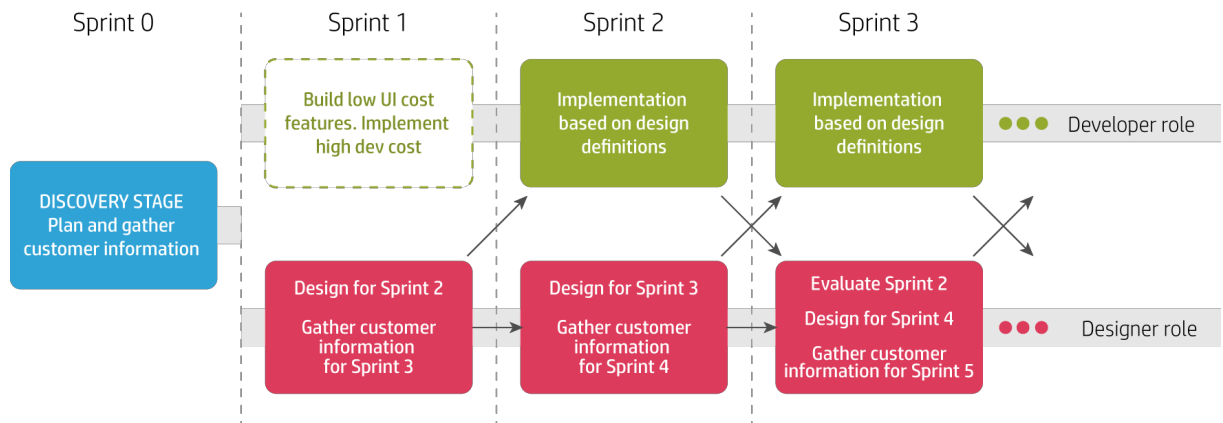 Sprint 0
Sprint 1
Sprint 2
Sprint 3
Build low UI cost
features. Implement
high dev cost
Implementation
based on design
definitions
Implementation
based on design
definitions
Developer role
DISCOVERY STAGE
Plan and gather
customer information
Design for Sprint 2
Gather customer
information
for Sprint 3
Design for Sprint 3
Gather customer
information
for Sprint 4
Evaluate Sprint 2
Design for Sprint 4
Gather customer
information for Sprint 5
Designer role